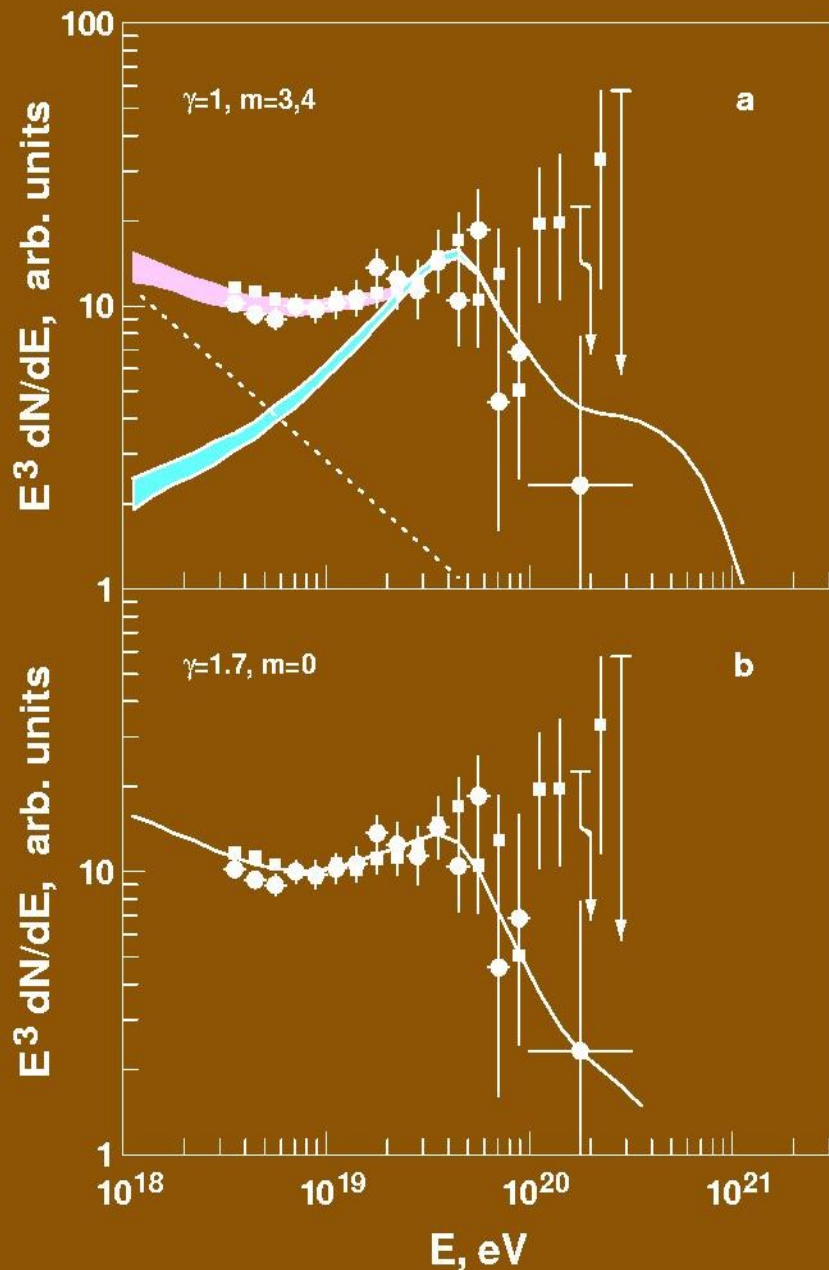 100
γ=1, m=3,4
a
10
E³ dN/dE, arb. units
1
γ=1.7, m=0
b
10
E³ dN/dE, arb. units
1
10¹⁸ 10¹⁹ 10²⁰ 10²¹
E, eV